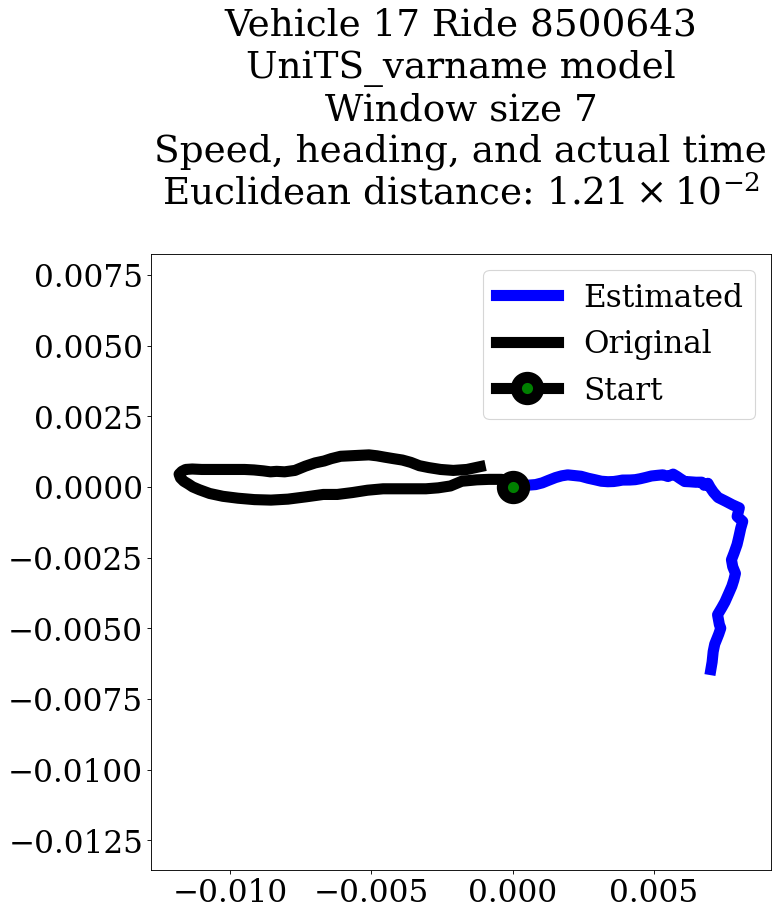 Vehicle 17 Ride 8500643
UniTS_varname model
Window size 7
Speed, heading, and actual time
Euclidean distance: 1.21 × 10⁻²
Estimated
Original
Start
0.0075
0.0050
0.0025
0.0000
−0.0025
−0.0050
−0.0075
−0.0100
−0.0125
−0.010 −0.005 0.000 0.005